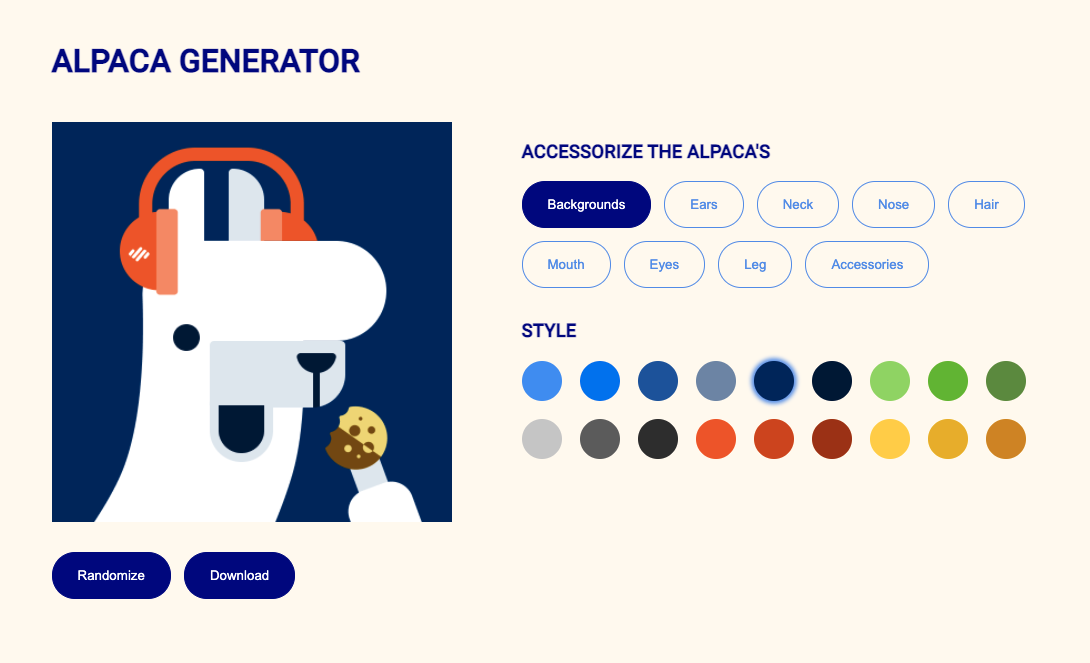 ALPACA GENERATOR
ACCESSORIZE THE ALPACA'S
Backgrounds Ears Neck Nose Hair
Mouth Eyes Leg Accessories
STYLE
Randomize Download